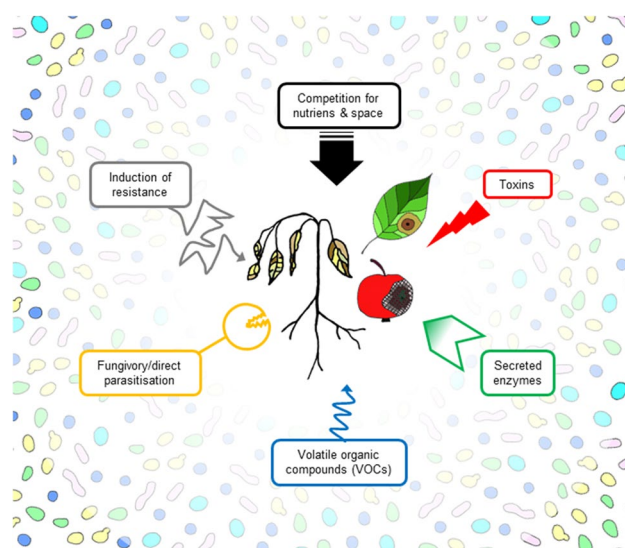 Competition for
nutriens & space
Induction of
resistance
Toxins
Fungivory/direct
parasitisation
Secreted
enzymes
Volatile organic
compounds (VOCs)